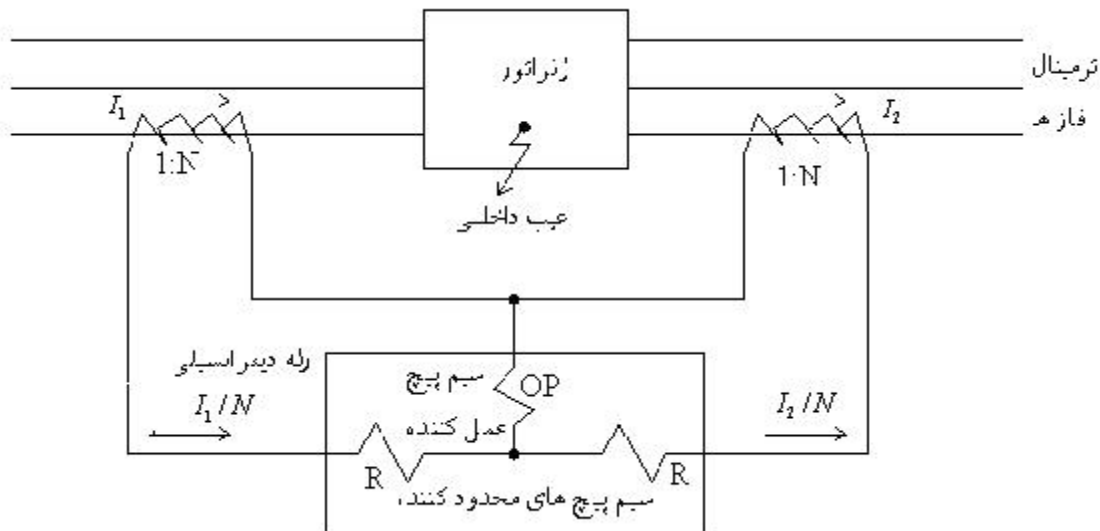 ژنراتور
ترمینال
فاز ها
I₁
I₂
1:N
1:N
عیب داخلی
رله دیفرانسیلی
سیم پیچ
OP
عمل کننده
I₁/N
I₂/N
R
R
سیم پیچ های محدود کننده